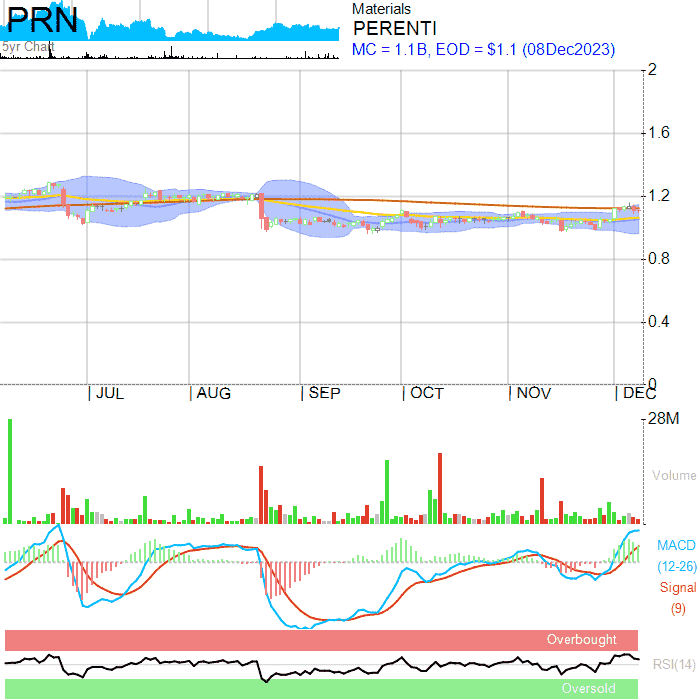 PRN
5yr Chart
Materials
PERENTI
MC = 1.1B, EOD = $1.1 (08Dec2023)
2
1.6
1.2
0.8
0.4
0
JUL
AUG
SEP
OCT
NOV
DEC
28M
Volume
MACD
(12-26)
Signal
(9)
Overbought
RSI(14)
Oversold